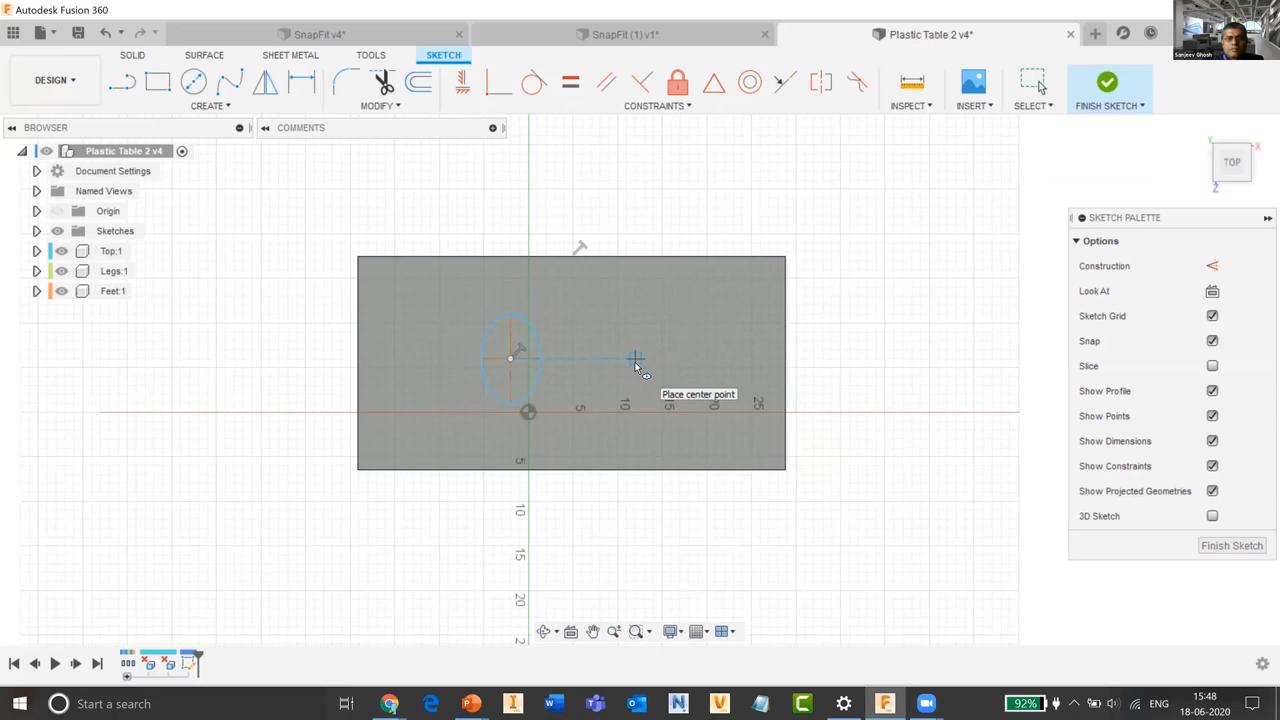 Autodesk Fusion 360
SnapFit v4*
SnapFit (1) v1*
Plastic Table 2 v4*
Sanjeev Ghosh
DESIGN
SOLID
SURFACE
SHEET METAL
TOOLS
SKETCH
CREATE
MODIFY
CONSTRAINTS
INSPECT
INSERT
SELECT
FINISH SKETCH
BROWSER
COMMENTS
Plastic Table 2 v4
Document Settings
Named Views
Origin
Sketches
Top:1
Legs:1
Feet:1
Y
X
TOP
Z
SKETCH PALETTE
Options
Construction
Look At
Sketch Grid
Snap
Slice
Show Profile
Show Points
Show Dimensions
Show Constraints
Show Projected Geometries
3D Sketch
Finish Sketch
Place center point
5
10
15
20
25
5
10
15
20
2
Start a search
92%
ENG
15:48
18-06-2020